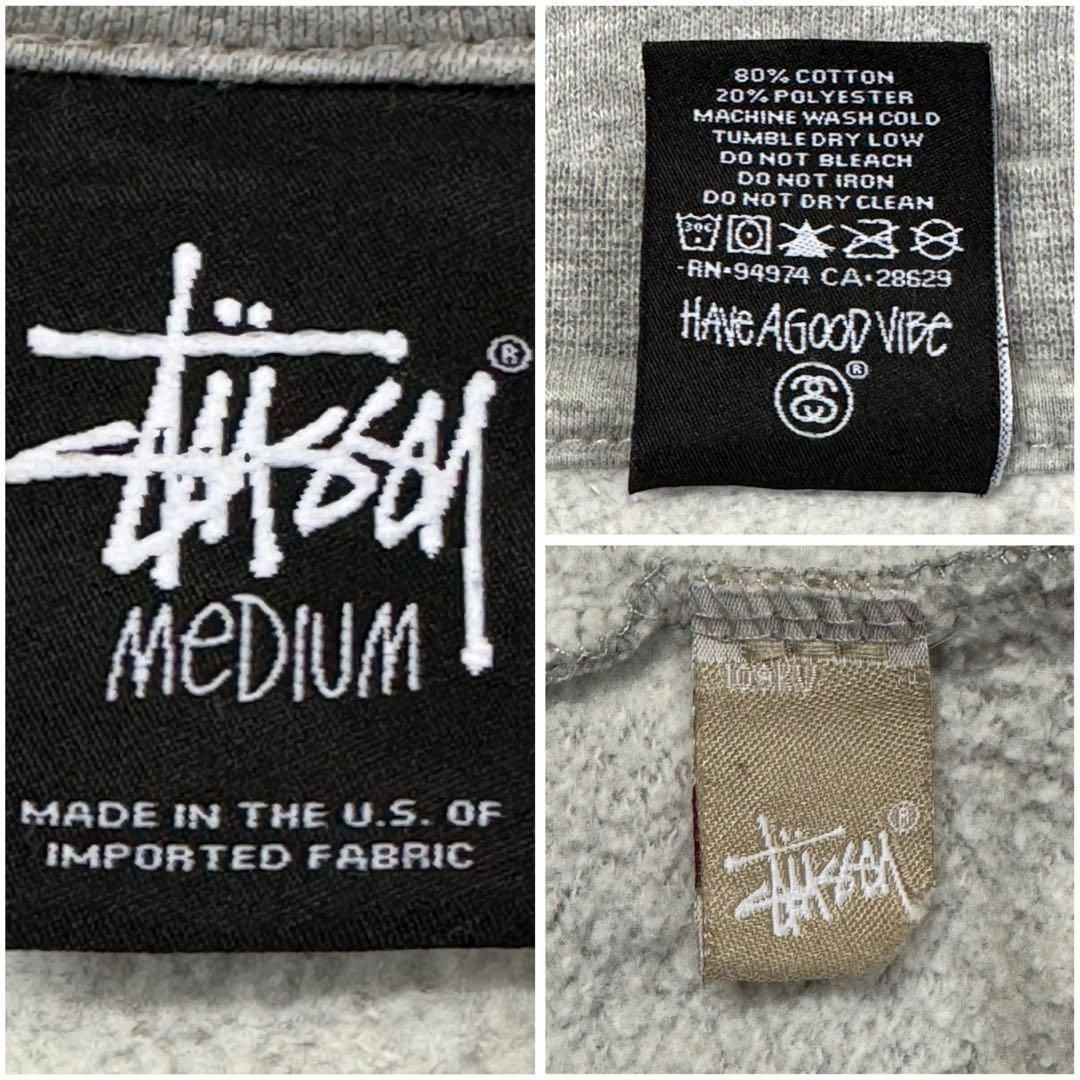 Stüssy ®
MEDIUM
MADE IN THE U.S. OF
IMPORTED FABRIC
80% COTTON
20% POLYESTER
MACHINE WASH COLD
TUMBLE DRY LOW
DO NOT BLEACH
DO NOT IRON
DO NOT DRY CLEAN
30C
-RN•94974 CA•28629
HAVE A GOOD VIBE
®
Stüssy ®